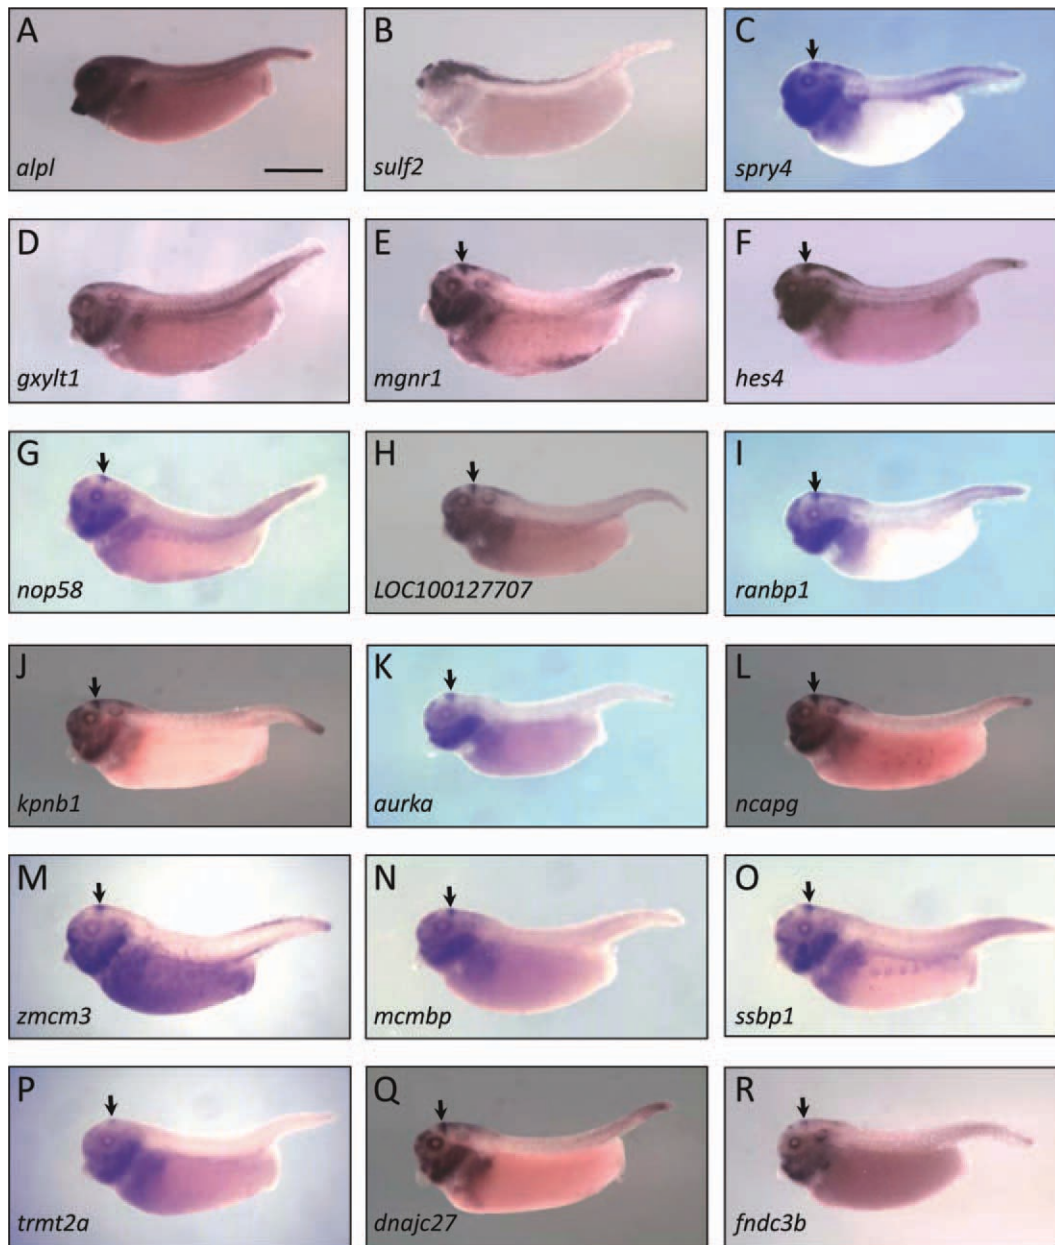 A
alpl
B
sulf2
C
spry4
D
gxylt1
E
mgnr1
F
hes4
G
nop58
H
LOC100127707
I
ranbp1
J
kpnb1
K
aurka
L
ncapg
M
zmcm3
N
mcmbp
O
ssbp1
P
trmt2a
Q
dnajc27
R
fndc3b